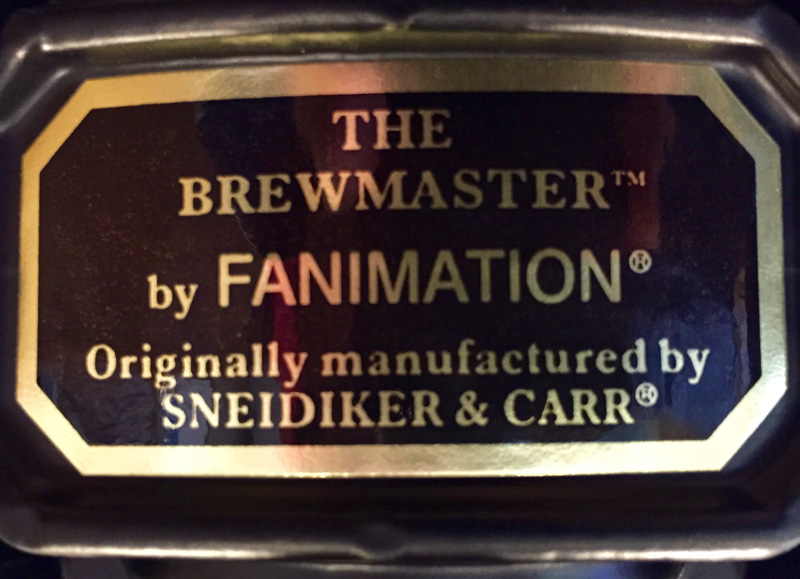 THE
BREWMASTER™
by FANIMATION®
Originally manufactured by
SNEIDIKER & CARR®